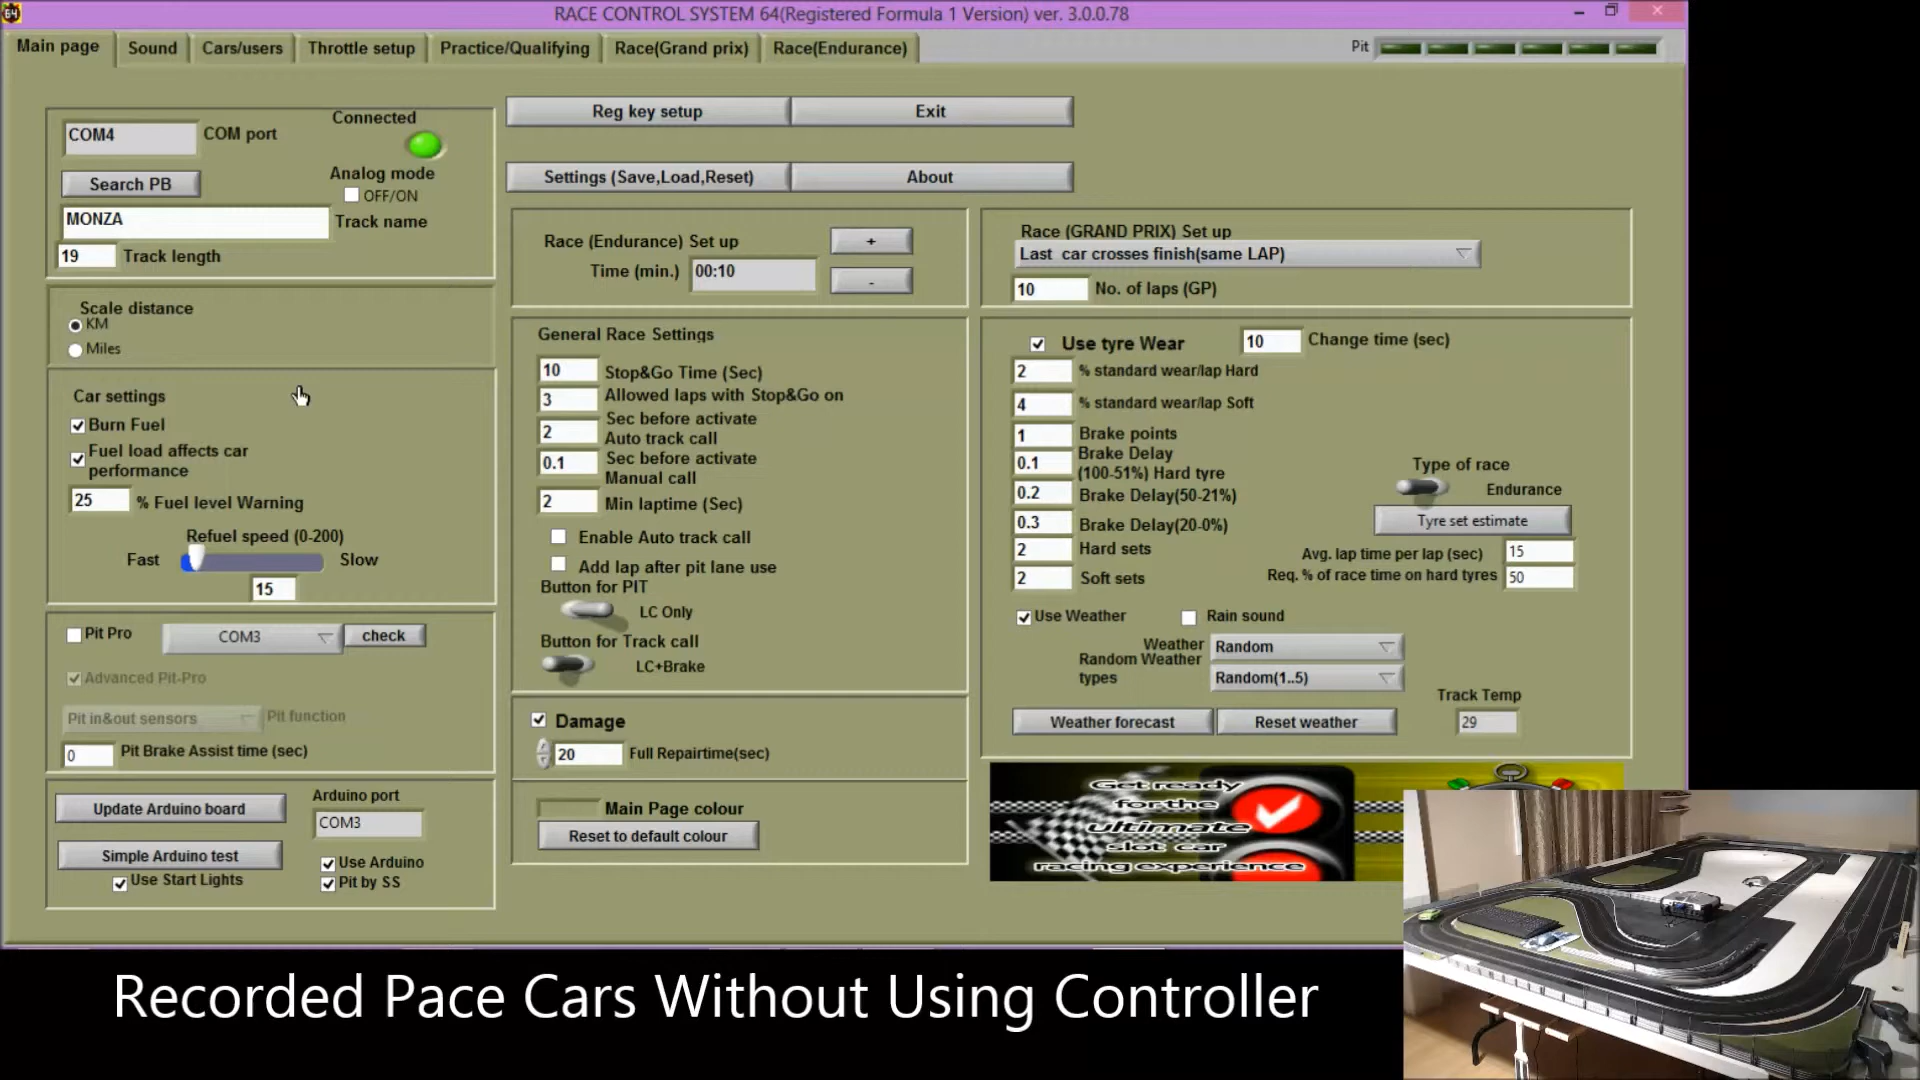 64
RACE CONTROL SYSTEM 64(Registered Formula 1 Version) ver. 3.0.0.78
Main page
Sound
Cars/users
Throttle setup
Practice/Qualifying
Race(Grand prix)
Race(Endurance)
Pit
COM4
COM port
Connected
Search PB
Analog mode
OFF/ON
MONZA
Track name
19
Track length
Reg key setup
Exit
Settings (Save,Load,Reset)
About
Scale distance
KM
Miles
Car settings
Burn Fuel
Fuel load affects car
performance
25
% Fuel level Warning
Refuel speed (0-200)
Fast
Slow
15
Pit Pro
COM3
check
Advanced Pit-Pro
Pit in&out sensors
Pit function
0
Pit Brake Assist time (sec)
Update Arduino board
Arduino port
COM3
Simple Arduino test
Use Start Lights
Use Arduino
Pit by SS
Race (Endurance) Set up
Time (min.)
00:10
+
-
General Race Settings
10
Stop&Go Time (Sec)
3
Allowed laps with Stop&Go on
2
Sec before activate
Auto track call
0.1
Sec before activate
Manual call
2
Min laptime (Sec)
Enable Auto track call
Add lap after pit lane use
Button for PIT
LC Only
Button for Track call
LC+Brake
Damage
20
Full Repairtime(sec)
Main Page colour
Reset to default colour
Race (GRAND PRIX) Set up
Last car crosses finish(same LAP)
10
No. of laps (GP)
Use tyre Wear
10
Change time (sec)
2
% standard wear/lap Hard
4
% standard wear/lap Soft
1
Brake points
0.1
Brake Delay
(100-51%) Hard tyre
0.2
Brake Delay(50-21%)
0.3
Brake Delay(20-0%)
2
Hard sets
2
Soft sets
Type of race
Endurance
Tyre set estimate
Avg. lap time per lap (sec)
15
Req. % of race time on hard tyres
50
Use Weather
Rain sound
Weather
Random
Random Weather
types
Random(1..5)
Weather forecast
Reset weather
Track Temp
29
Get ready
for the
ultimate
slot car
racing experience
Recorded Pace Cars Without Using Controller